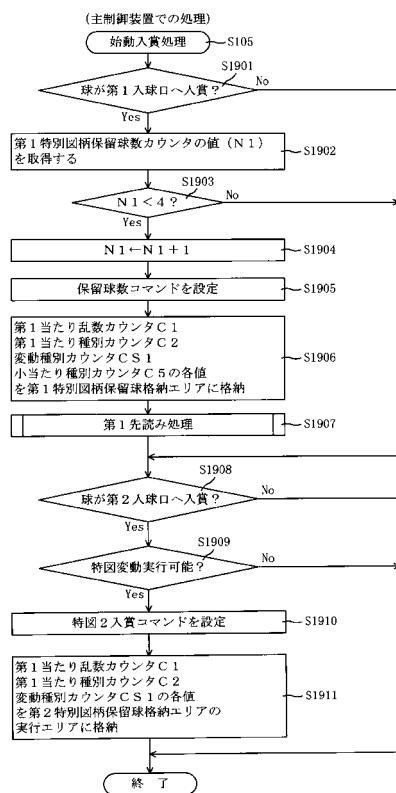 (主制御装置での処理)
始動入賞処理
S105
S1901
球が第1入球口へ入賞?
No
Yes
第1特別図柄保留球数カウンタの値(N1)
を取得する
S1902
S1903
N1<4?
No
Yes
N1←N1+1
S1904
保留球数コマンドを設定
S1905
第1当たり乱数カウンタC1
第1当たり種別カウンタC2
変動種別カウンタCS1
小当たり種別カウンタC5の各値
を第1特別図柄保留球格納エリアに格納
S1906
第1先読み処理
S1907
S1908
球が第2入球口へ入賞?
No
Yes
S1909
特図変動実行可能?
No
Yes
特図2入賞コマンドを設定
S1910
第1当たり乱数カウンタC1
第1当たり種別カウンタC2
変動種別カウンタCS1の各値
を第2特別図柄保留球格納エリアの
実行エリアに格納
S1911
終 了